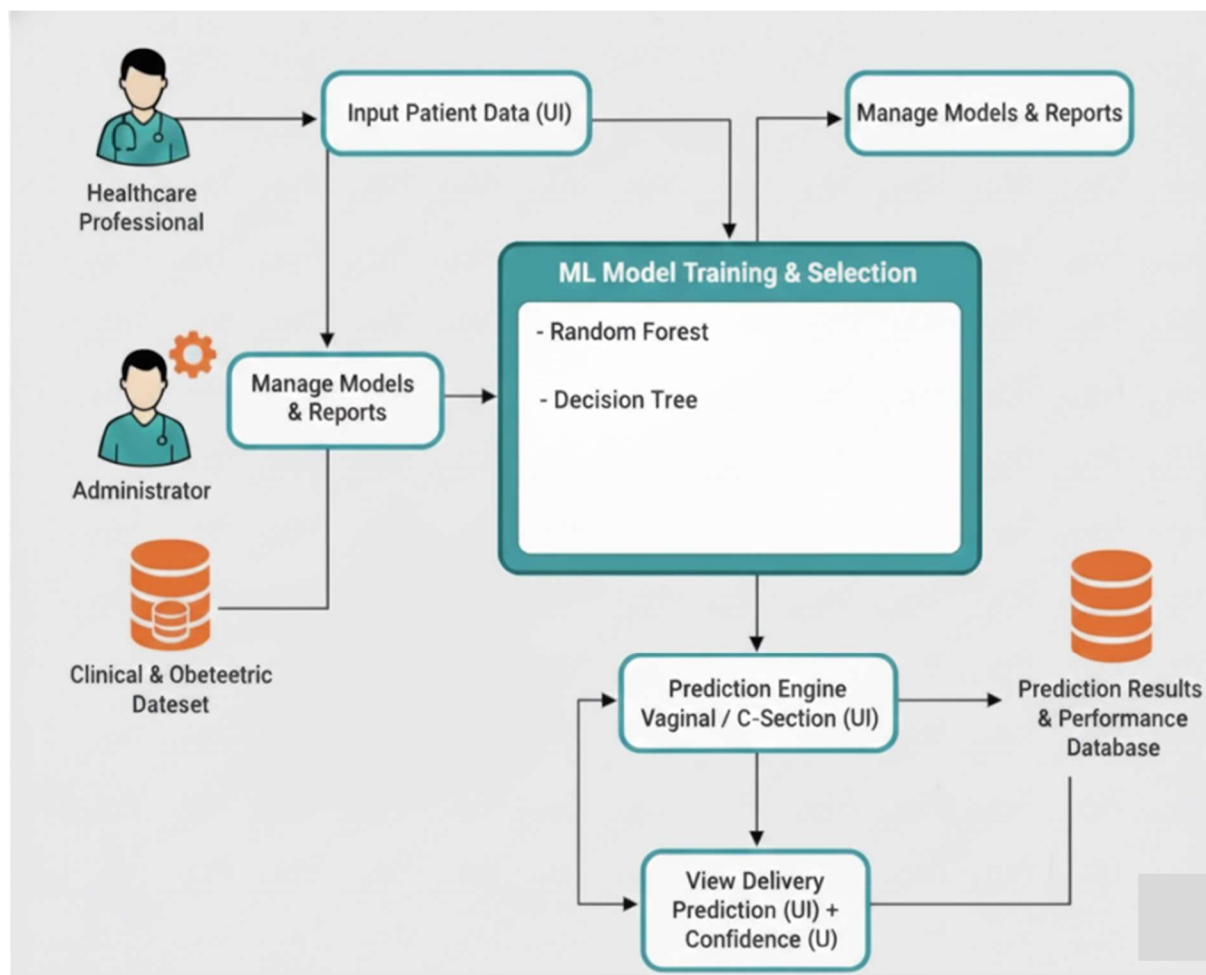 Input Patient Data (UI)
Manage Models & Reports
Healthcare
Professional
ML Model Training & Selection
- Random Forest
- Decision Tree
Manage Models
& Reports
Administrator
Clinical & Obeteetric
Dateset
Prediction Engine
Vaginal / C-Section (UI)
Prediction Results
& Performance
Database
View Delivery
Prediction (UI) +
Confidence (U)